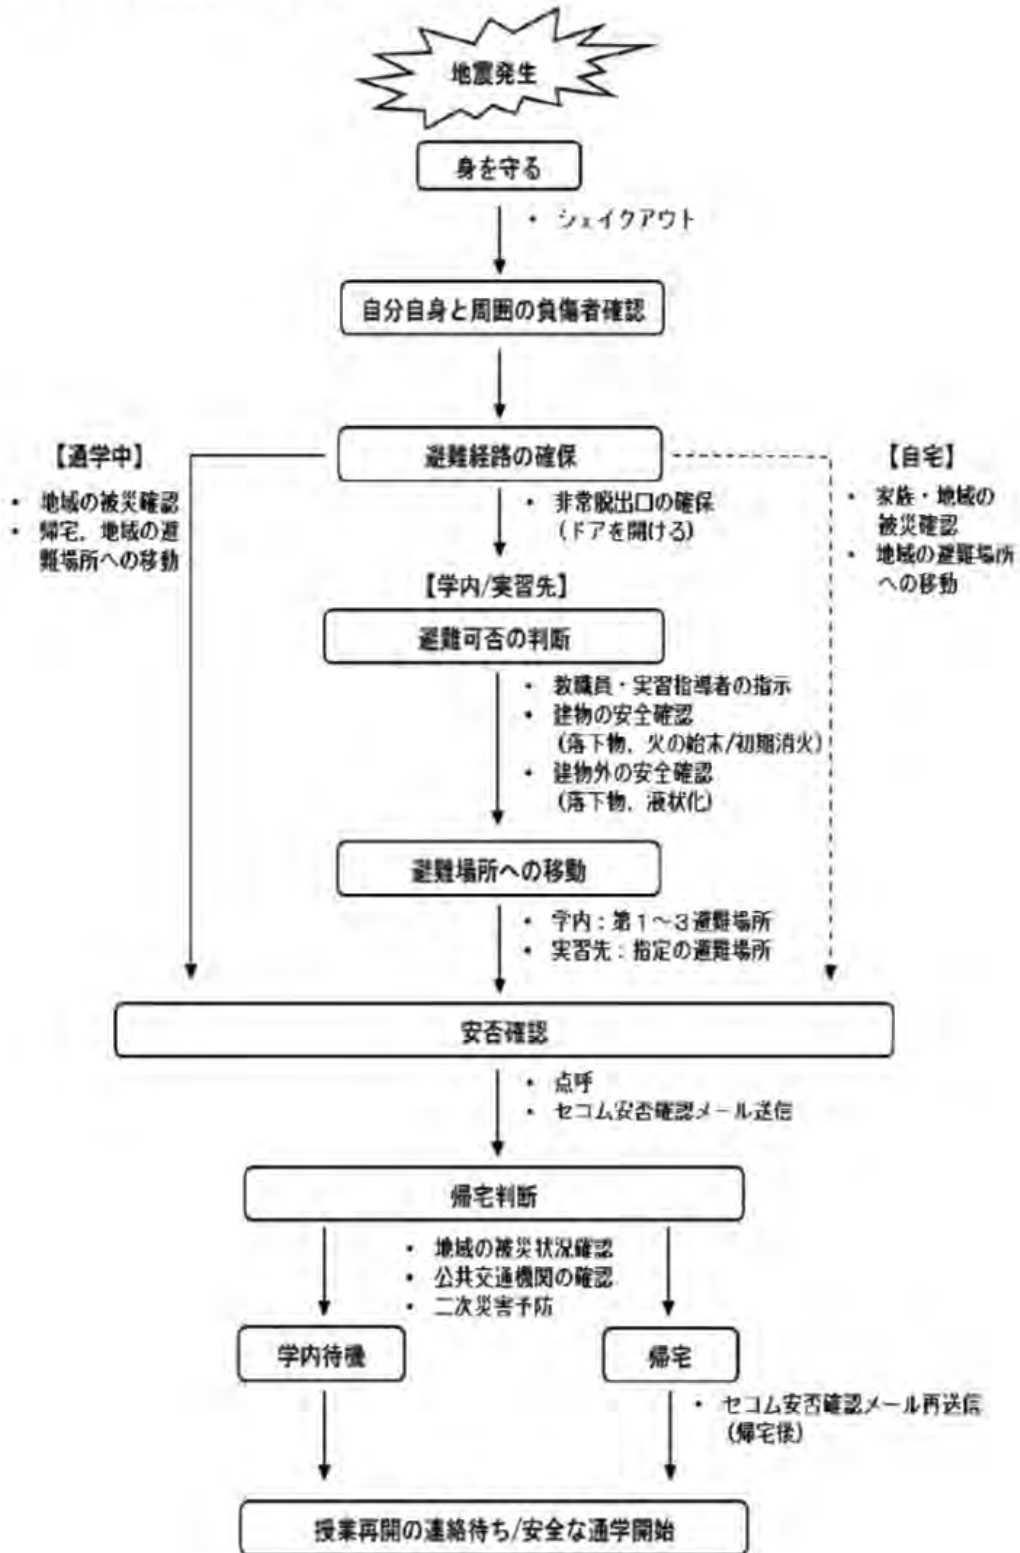 地震発生
身を守る
・ シェイクアウト
自分自身と周囲の負傷者確認
避難経路の確保
【通学中】
・ 地域の被災確認
・ 帰宅、地域の避
難場所への移動
・ 非常脱出口の確保
(ドアを開ける)
【自宅】
・ 家族・地域の
被災確認
・ 地域の避難場所
への移動
【学内/実習先】
避難可否の判断
・ 教職員・実習指導者の指示
・ 建物の安全確認
(落下物、火の始末/初期消火)
・ 建物外の安全確認
(落下物、液状化)
避難場所への移動
・ 学内：第1～3避難場所
・ 実習先：指定の避難場所
安否確認
・ 点呼
・ セコム安否確認メール送信
帰宅判断
・ 地域の被災状況確認
・ 公共交通機関の確認
・ 二次災害予防
学内待機
帰宅
・ セコム安否確認メール再送信
(帰宅後)
授業再開の連絡待ち/安全な通学開始